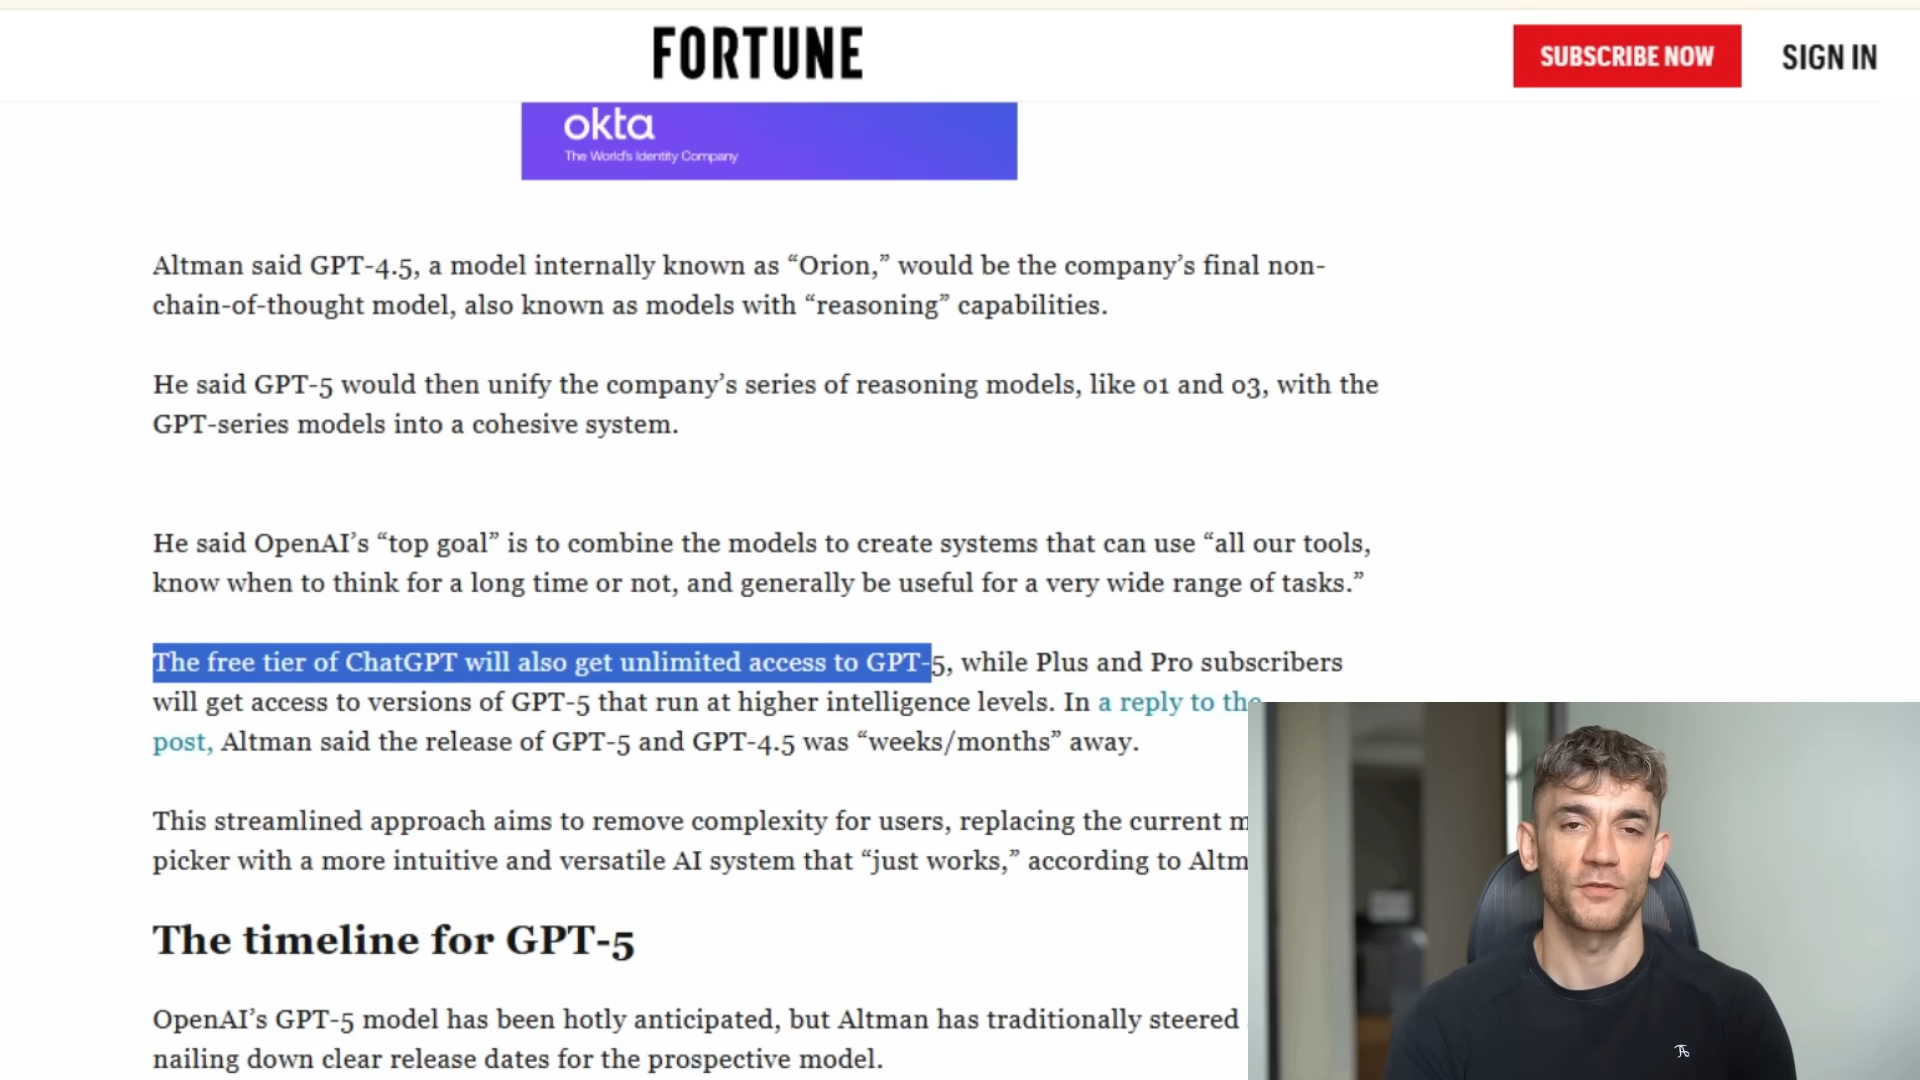 FORTUNE
SUBSCRIBE NOW
SIGN IN
okta
The World's Identity Company
Altman said GPT-4.5, a model internally known as “Orion,” would be the company’s final non-
chain-of-thought model, also known as models with “reasoning” capabilities.
He said GPT-5 would then unify the company’s series of reasoning models, like o1 and o3, with the
GPT-series models into a cohesive system.
He said OpenAI’s “top goal” is to combine the models to create systems that can use “all our tools,
know when to think for a long time or not, and generally be useful for a very wide range of tasks.”
The free tier of ChatGPT will also get unlimited access to GPT-5, while Plus and Pro subscribers
will get access to versions of GPT-5 that run at higher intelligence levels. In a reply to the
post, Altman said the release of GPT-5 and GPT-4.5 was “weeks/months” away.
This streamlined approach aims to remove complexity for users, replacing the current
picker with a more intuitive and versatile AI system that “just works,” according to Altm
The timeline for GPT-5
OpenAI’s GPT-5 model has been hotly anticipated, but Altman has traditionally steered
nailing down clear release dates for the prospective model.